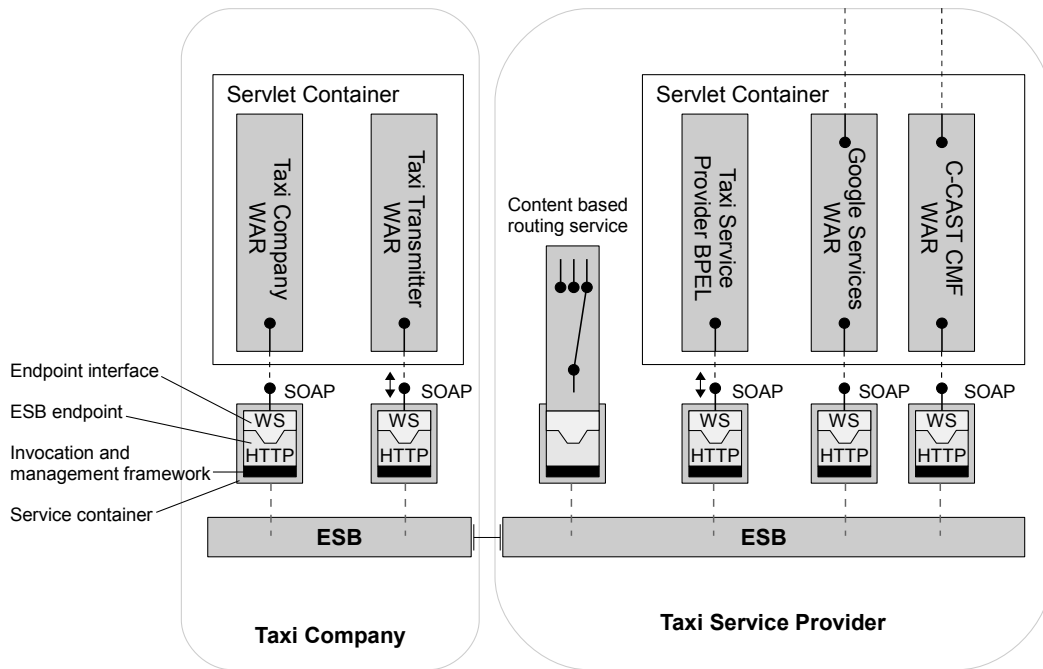 Servlet Container
Taxi Company
WAR
Taxi Transmitter
WAR
Servlet Container
Taxi Service
Provider BPEL
Google Services
WAR
C-CAST CMF
WAR
Content based
routing service
Endpoint interface
ESB endpoint
Invocation and
management framework
Service container
SOAP
SOAP
SOAP
SOAP
SOAP
WS
HTTP
WS
HTTP
WS
HTTP
WS
HTTP
WS
HTTP
ESB
ESB
Taxi Company
Taxi Service Provider